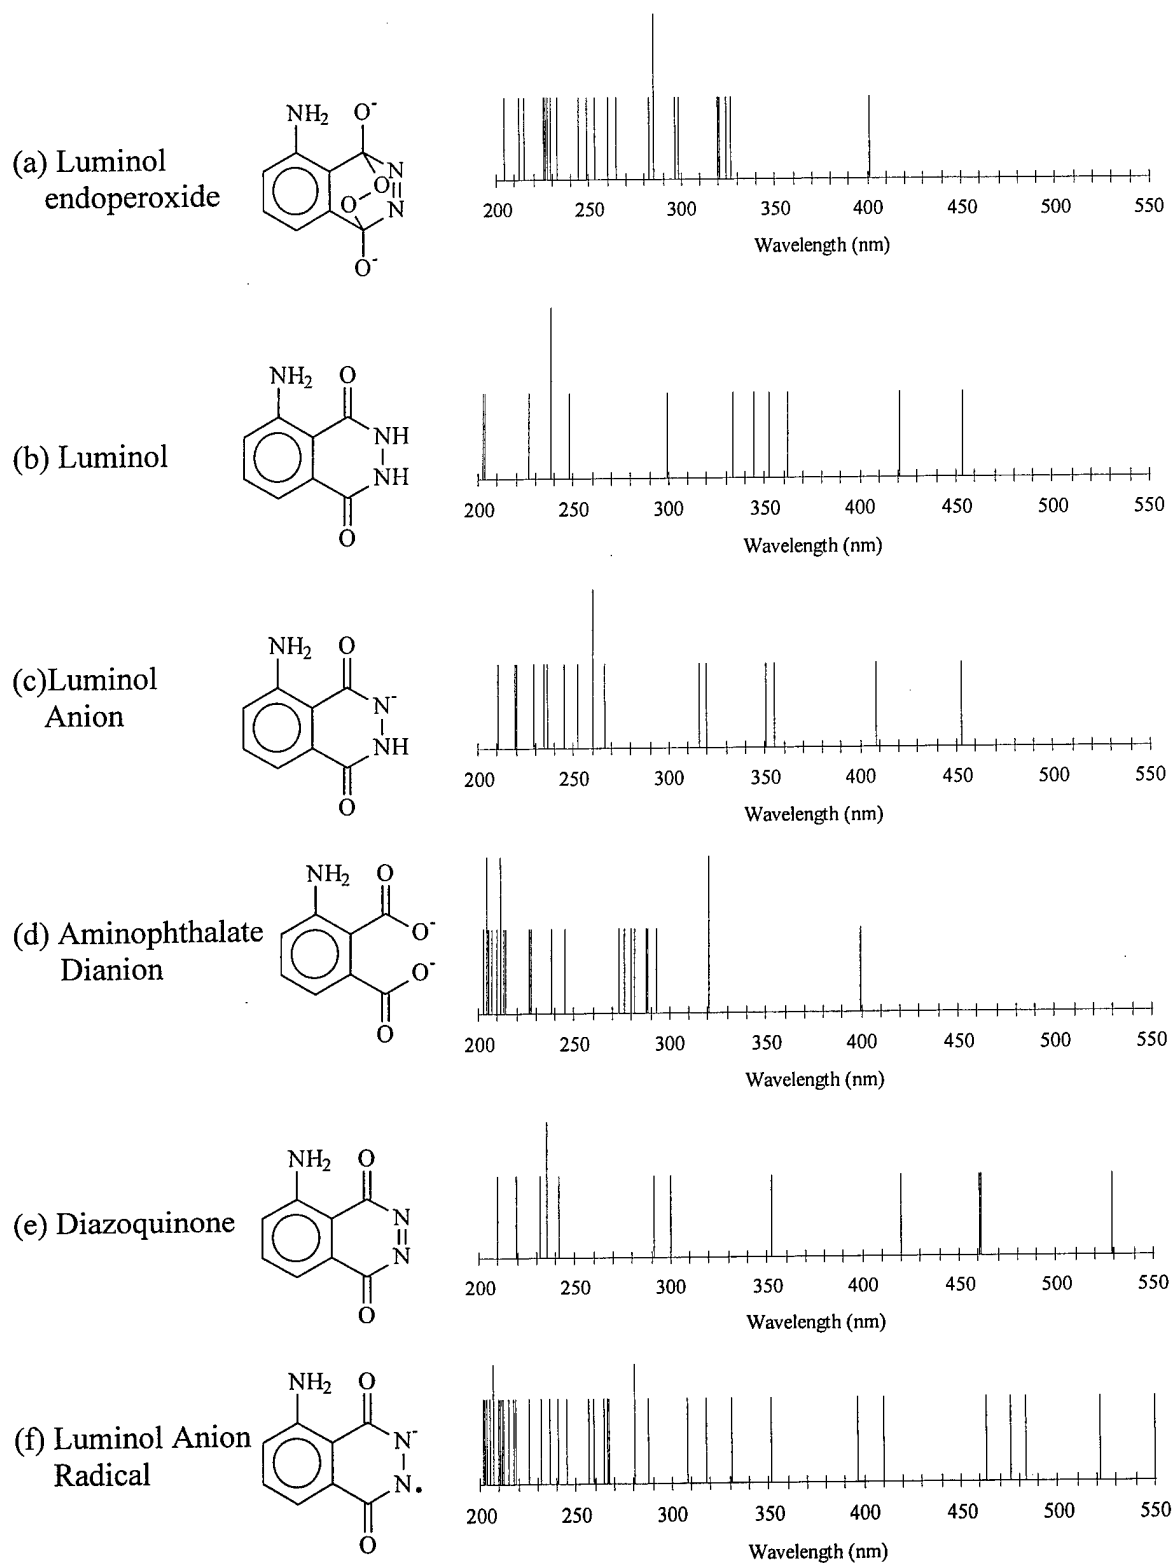 (a) Luminol
endoperoxide
NH2
O-
N
N
O
O
O-
200 250 300 350 400 450 500 550
Wavelength (nm)
(b) Luminol
NH2
O
NH
NH
O
200 250 300 350 400 450 500 550
Wavelength (nm)
(c)Luminol
Anion
NH2
O
N-
NH
O
200 250 300 350 400 450 500 550
Wavelength (nm)
(d) Aminophthalate
Dianion
NH2
O
O-
O-
O
200 250 300 350 400 450 500 550
Wavelength (nm)
(e) Diazoquinone
NH2
O
N
N
O
200 250 300 350 400 450 500 550
Wavelength (nm)
(f) Luminol Anion
Radical
NH2
O
N-
N•
O
200 250 300 350 400 450 500 550
Wavelength (nm)